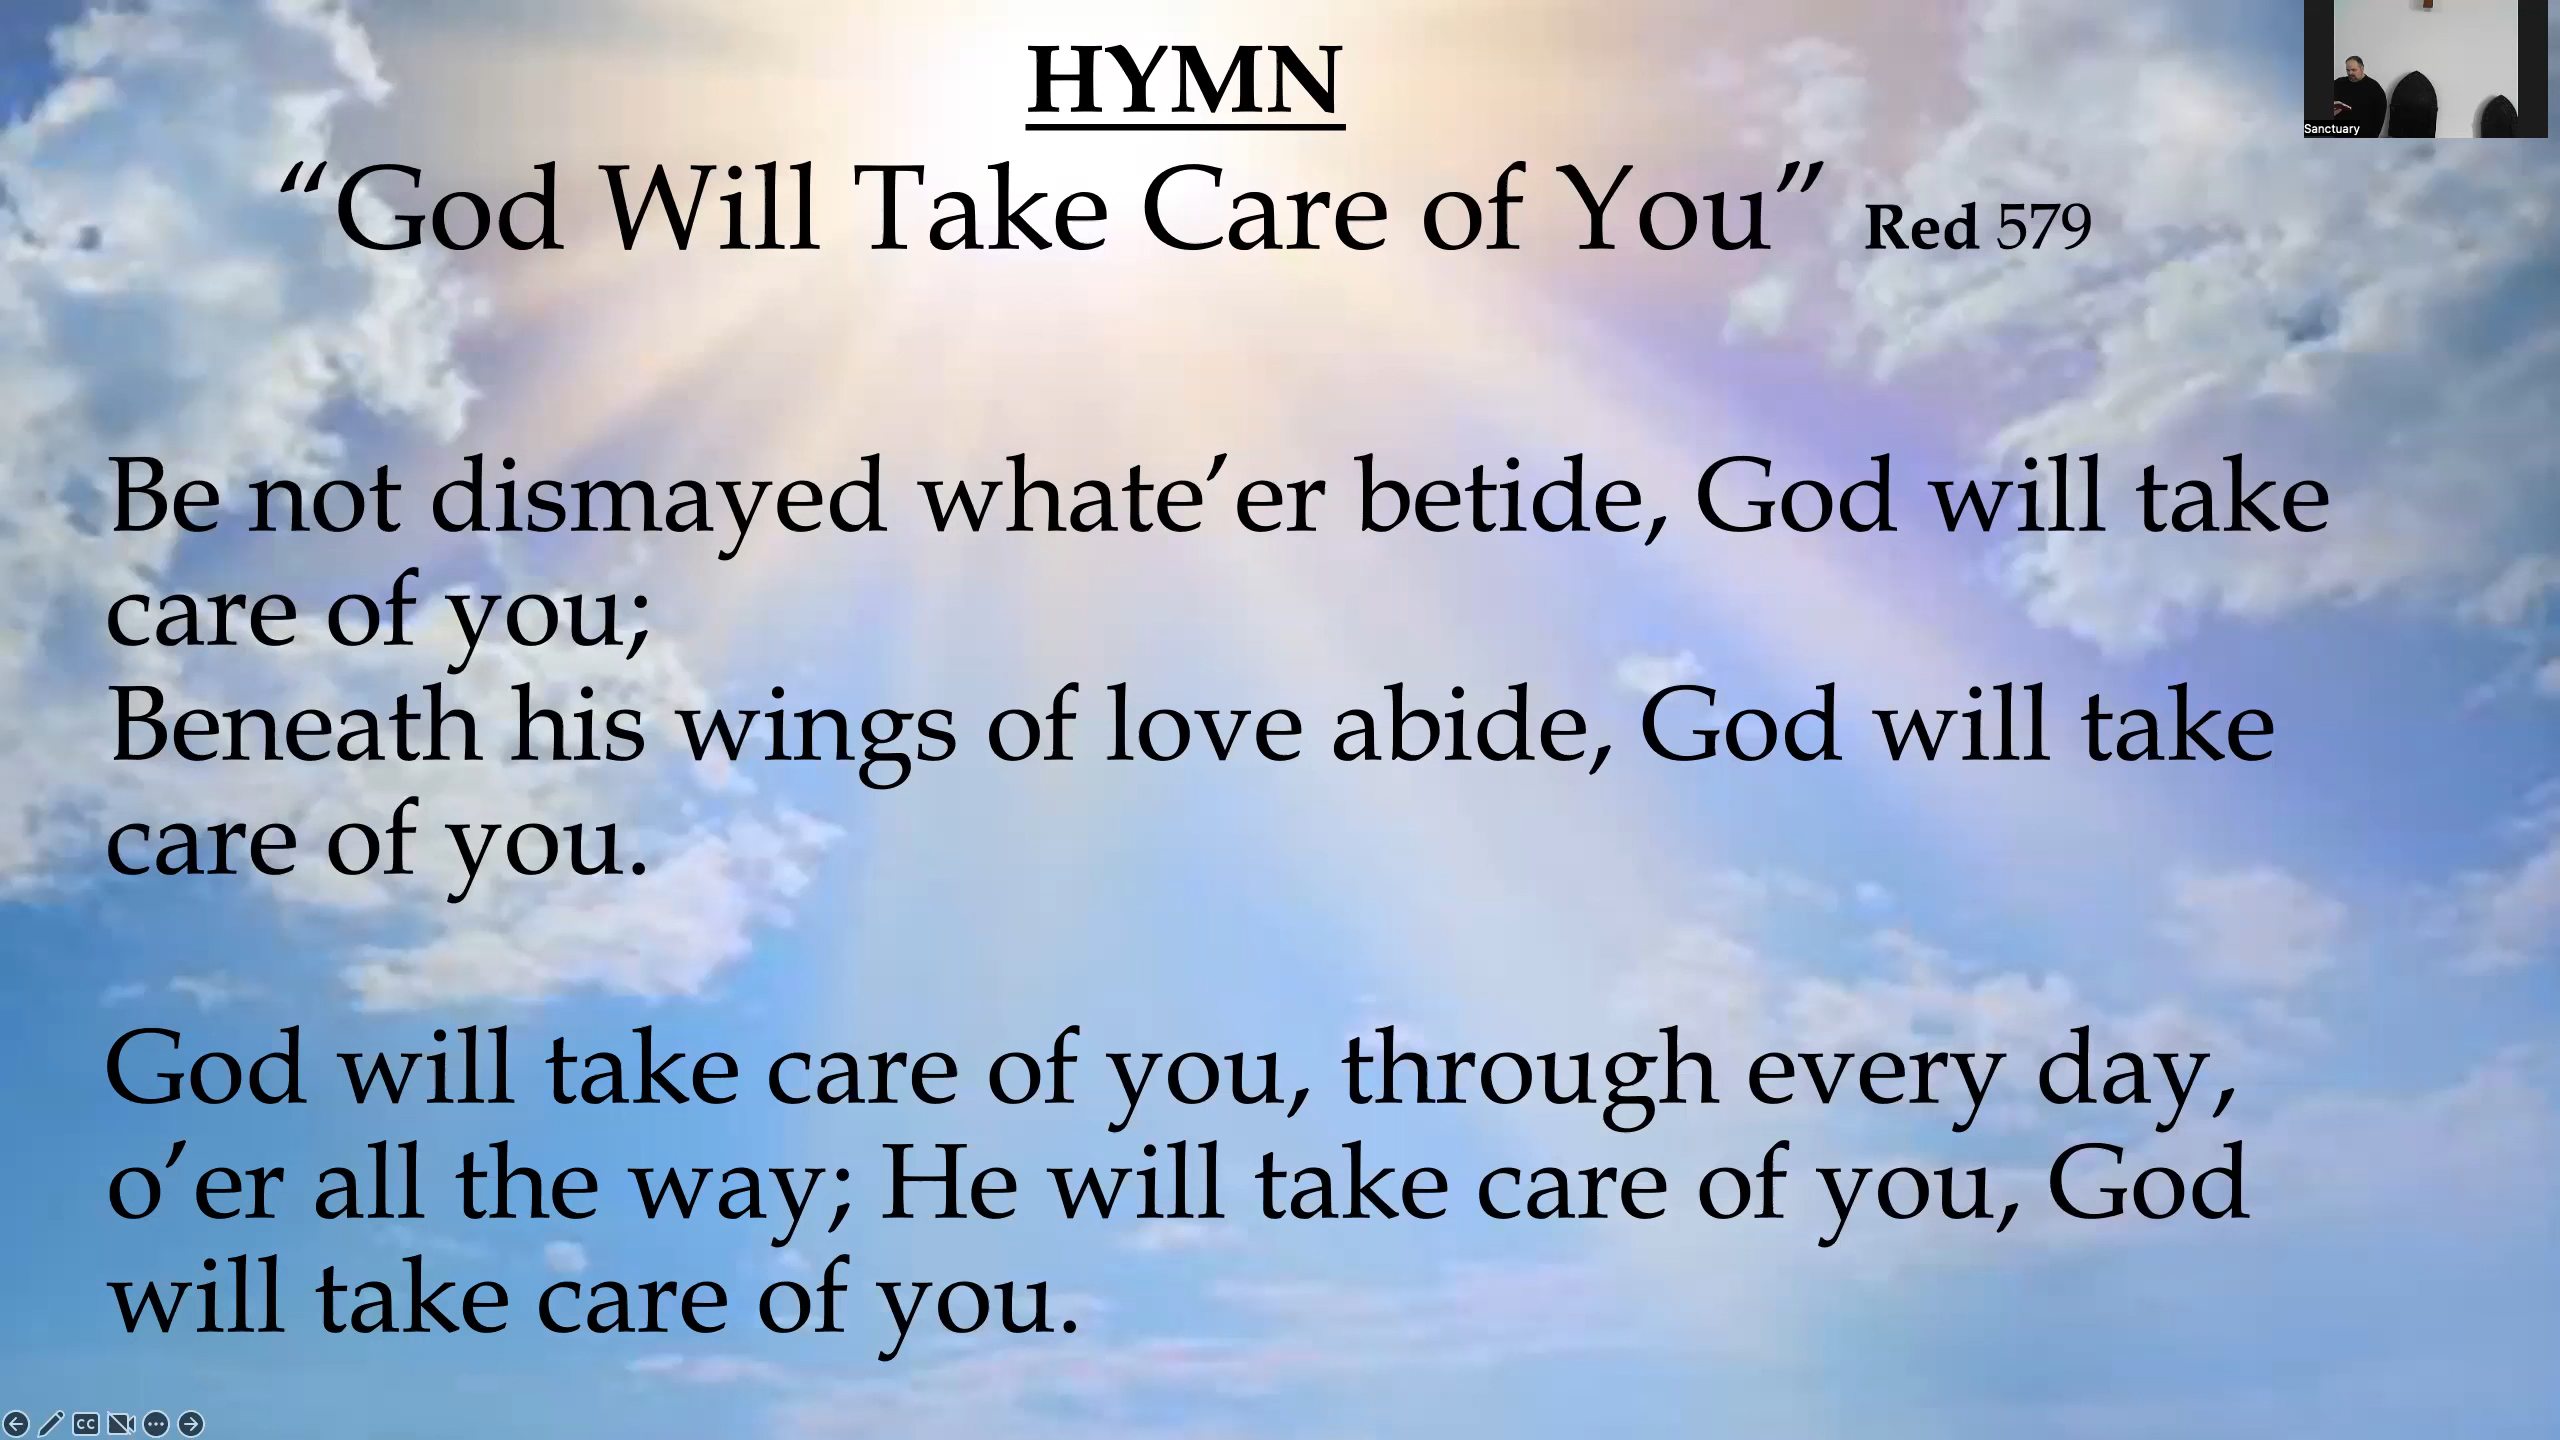 HYMN
“God Will Take Care of You” Red 579
Sanctuary
Be not dismayed whate’er betide, God will take
care of you;
Beneath his wings of love abide, God will take
care of you.
God will take care of you, through every day,
o’er all the way; He will take care of you, God
will take care of you.
CC